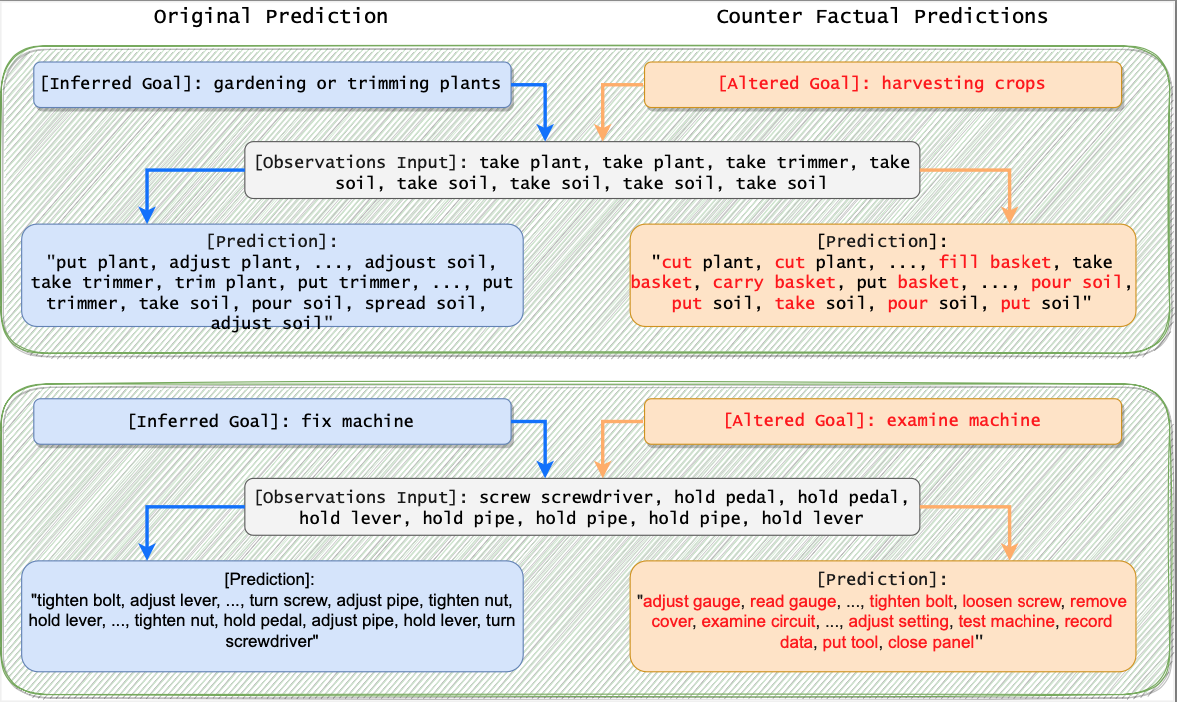 Original Prediction
Counter Factual Predictions
[Inferred Goal]: gardening or trimming plants
[Altered Goal]: harvesting crops
[Observations Input]: take plant, take plant, take trimmer, take
soil, take soil, take soil, take soil, take soil
[Prediction]:
"put plant, adjust plant, ..., adjoust soil,
take trimmer, trim plant, put trimmer, ..., put
trimmer, take soil, pour soil, spread soil,
adjust soil"
[Prediction]:
"cut plant, cut plant, ..., fill basket, take
basket, carry basket, put basket, ..., pour soil,
put soil, take soil, pour soil, put soil"
[Inferred Goal]: fix machine
[Altered Goal]: examine machine
[Observations Input]: screw screwdriver, hold pedal, hold pedal,
hold lever, hold pipe, hold pipe, hold pipe, hold lever
[Prediction]:
"tighten bolt, adjust lever, ..., turn screw, adjust pipe, tighten nut,
hold lever, ..., tighten nut, hold pedal, adjust pipe, hold lever, turn
screwdriver"
[Prediction]:
"adjust gauge, read gauge, ..., tighten bolt, loosen screw, remove
cover, examine circuit, ..., adjust setting, test machine, record
data, put tool, close panel"